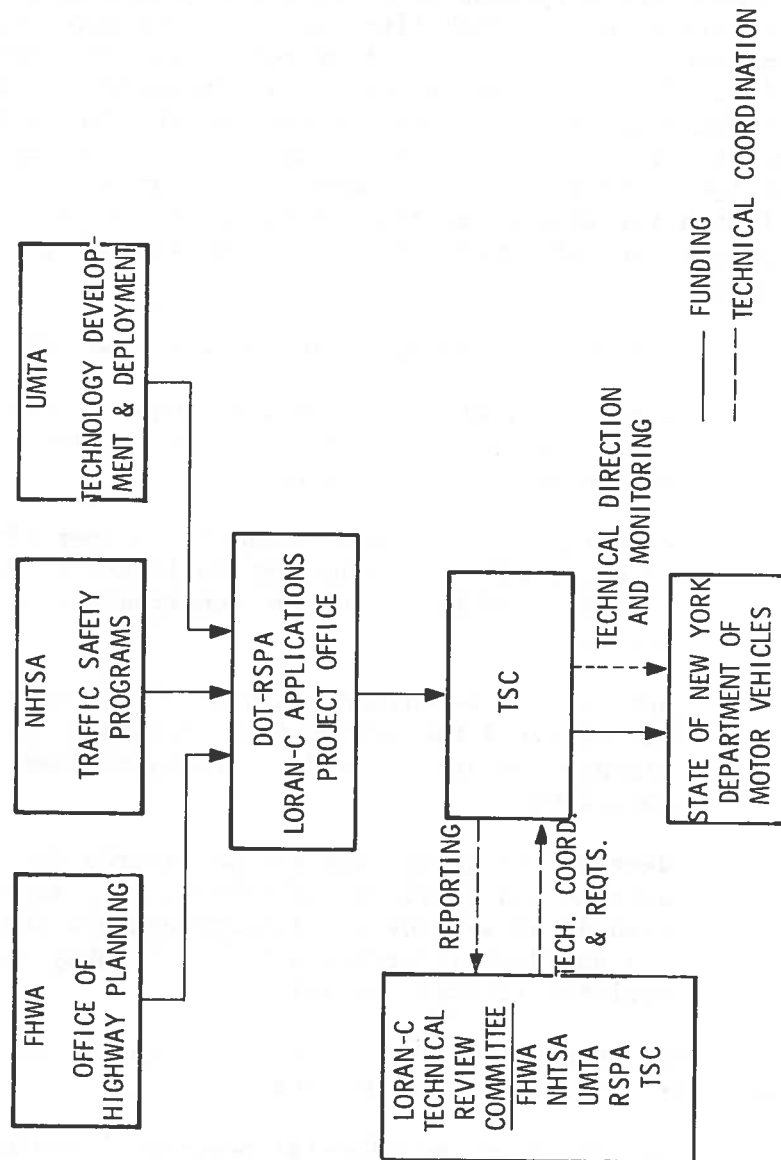 FHWA
OFFICE OF
HIGHWAY PLANNING
NHTSA
TRAFFIC SAFETY
PROGRAMS
UMTA
TECHNOLOGY DEVELOP-
MENT & DEPLOYMENT
DOT-RSPA
LORAN-C APPLICATIONS
PROJECT OFFICE
LORAN-C
TECHNICAL
REVIEW
COMMITTEE
FHWA
NHTSA
UMTA
RSPA
TSC
REPORTING
TECH. COORD.
& REQTS.
TSC
TECHNICAL DIRECTION
AND MONITORING
STATE OF NEW YORK
DEPARTMENT OF
MOTOR VEHICLES
FUNDING
TECHNICAL COORDINATION